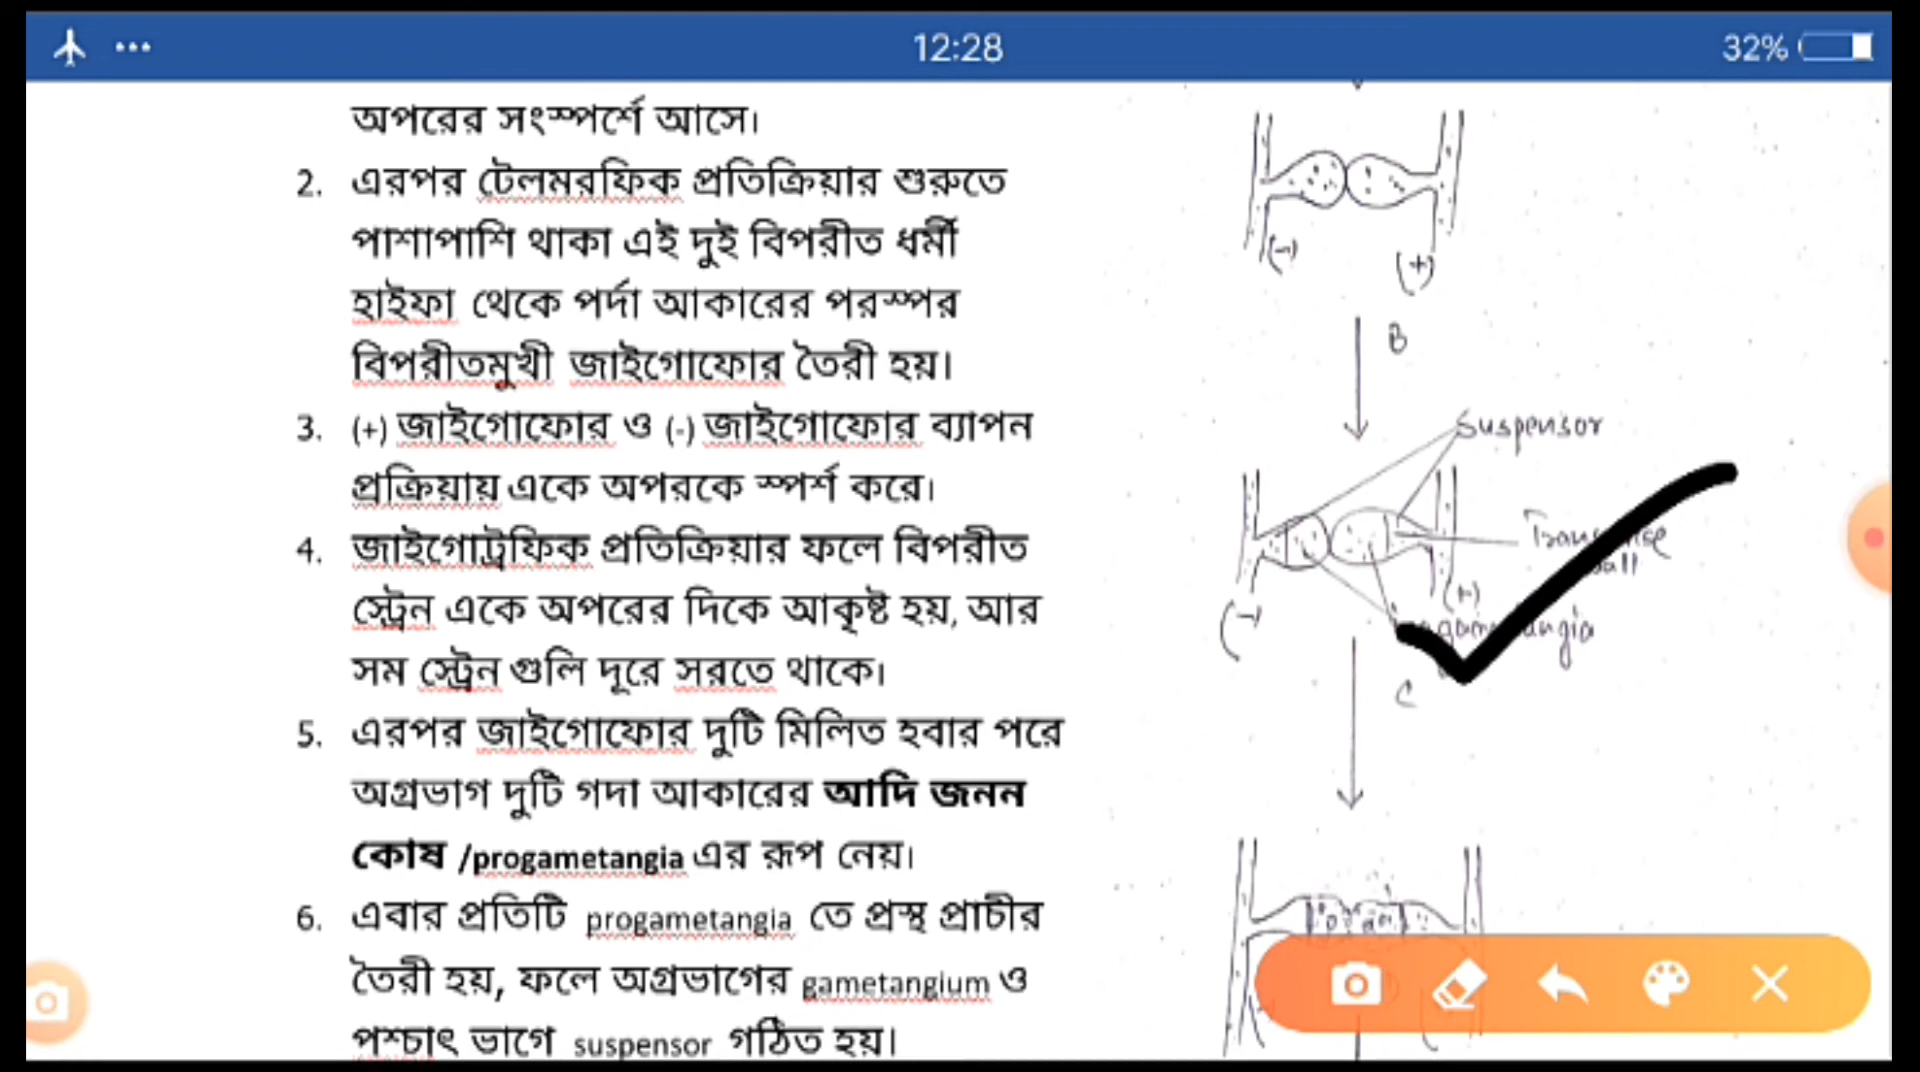 12:28
32%
অপরের সংস্পর্শে আসে।
2. এরপর টেলমরফিক প্রতিক্রিয়ার শুরুতে
পাশাপাশি থাকা এই দুই বিপরীত ধর্মী
হাইফা থেকে পর্দা আকারের পরস্পর
বিপরীতমুখী জাইগোফোর তৈরী হয়।
3. (+) জাইগোফোর ও (-) জাইগোফোর ব্যাপন
প্রক্রিয়ায় একে অপরকে স্পর্শ করে।
4. জাইগোট্রফিক প্রতিক্রিয়ার ফলে বিপরীত
স্ট্রেন একে অপরের দিকে আকৃষ্ট হয়, আর
সম স্ট্রেন গুলি দূরে সরতে থাকে।
5. এরপর জাইগোফোর দুটি মিলিত হবার পরে
অগ্রভাগ দুটি গদা আকারের আদি জনন
কোষ /progametangia এর রূপ নেয়।
6. এবার প্রতিটি progametangia তে প্রস্থ প্রাচীর
তৈরী হয়, ফলে অগ্রভাগের gametangium ও
পশ্চাৎ ভাগে suspensor গঠিত হয়।
(-)
(+)
B
Suspensor
(+)
(-)
C